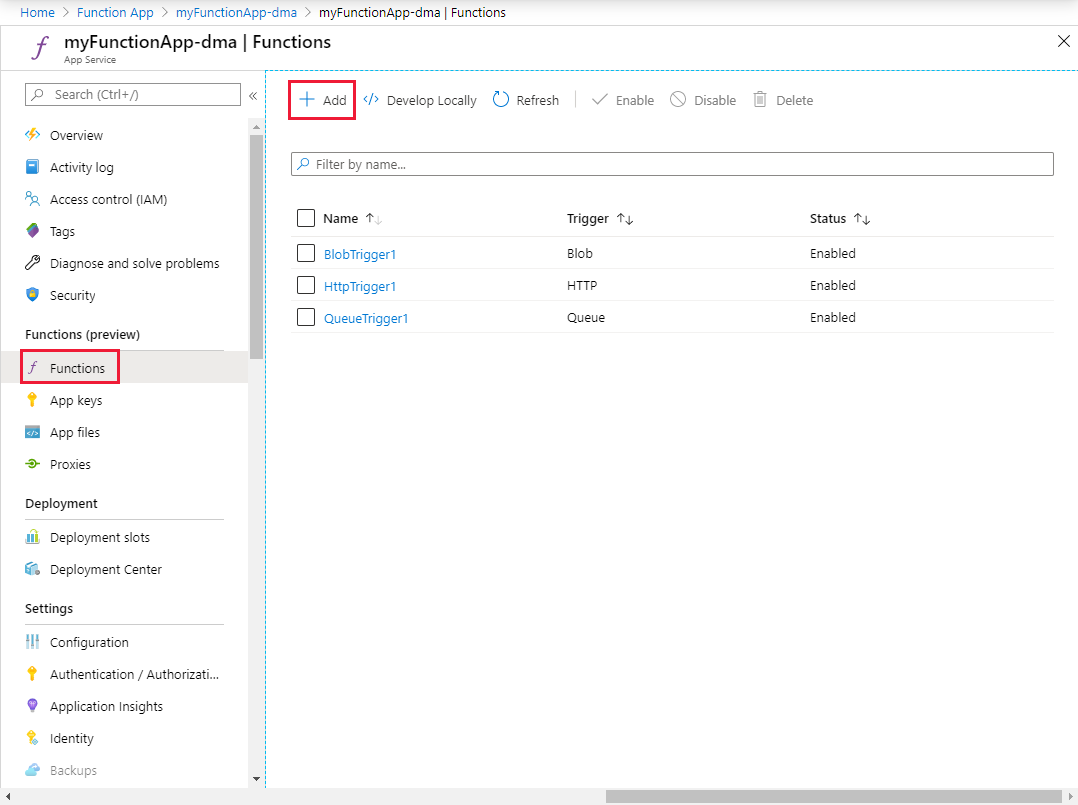 Home > Function App > myFunctionApp-dma > myFunctionApp-dma | Functions
myFunctionApp-dma | Functions
App Service
Search (Ctrl+/)
«
Overview
Activity log
Access control (IAM)
Tags
Diagnose and solve problems
Security
Functions (preview)
Functions
App keys
App files
Proxies
Deployment
Deployment slots
Deployment Center
Settings
Configuration
Authentication / Authorizati...
Application Insights
Identity
Backups
Add Develop Locally Refresh Enable Disable Delete
Filter by name...
Name Trigger Status
BlobTrigger1 Blob Enabled
HttpTrigger1 HTTP Enabled
QueueTrigger1 Queue Enabled